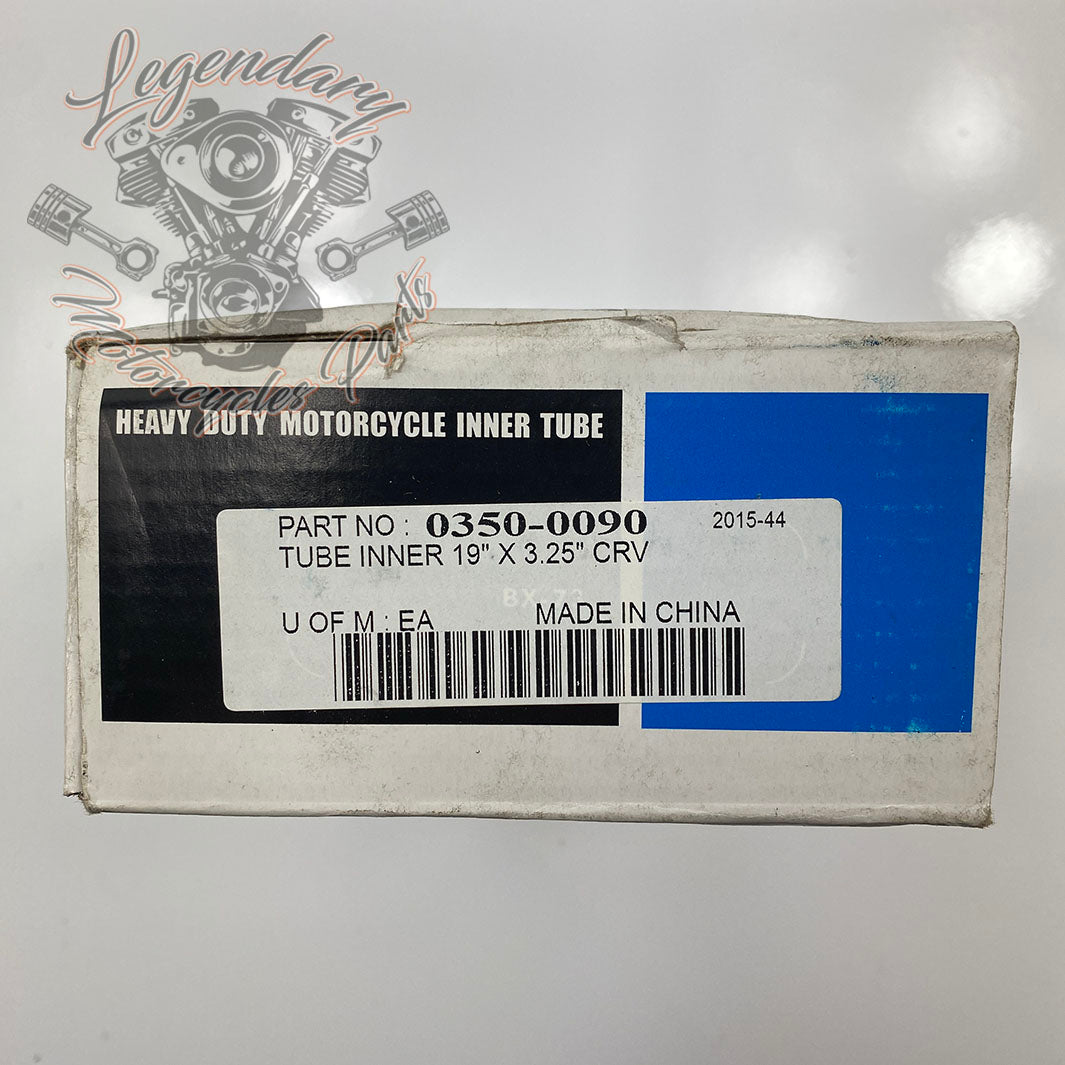 Legendary
Motorcycles Parts
HEAVY DUTY MOTORCYCLE INNER TUBE
PART NO : 0350-0090 2015-44
TUBE INNER 19" X 3.25" CRV
U OF M : EA MADE IN CHINA